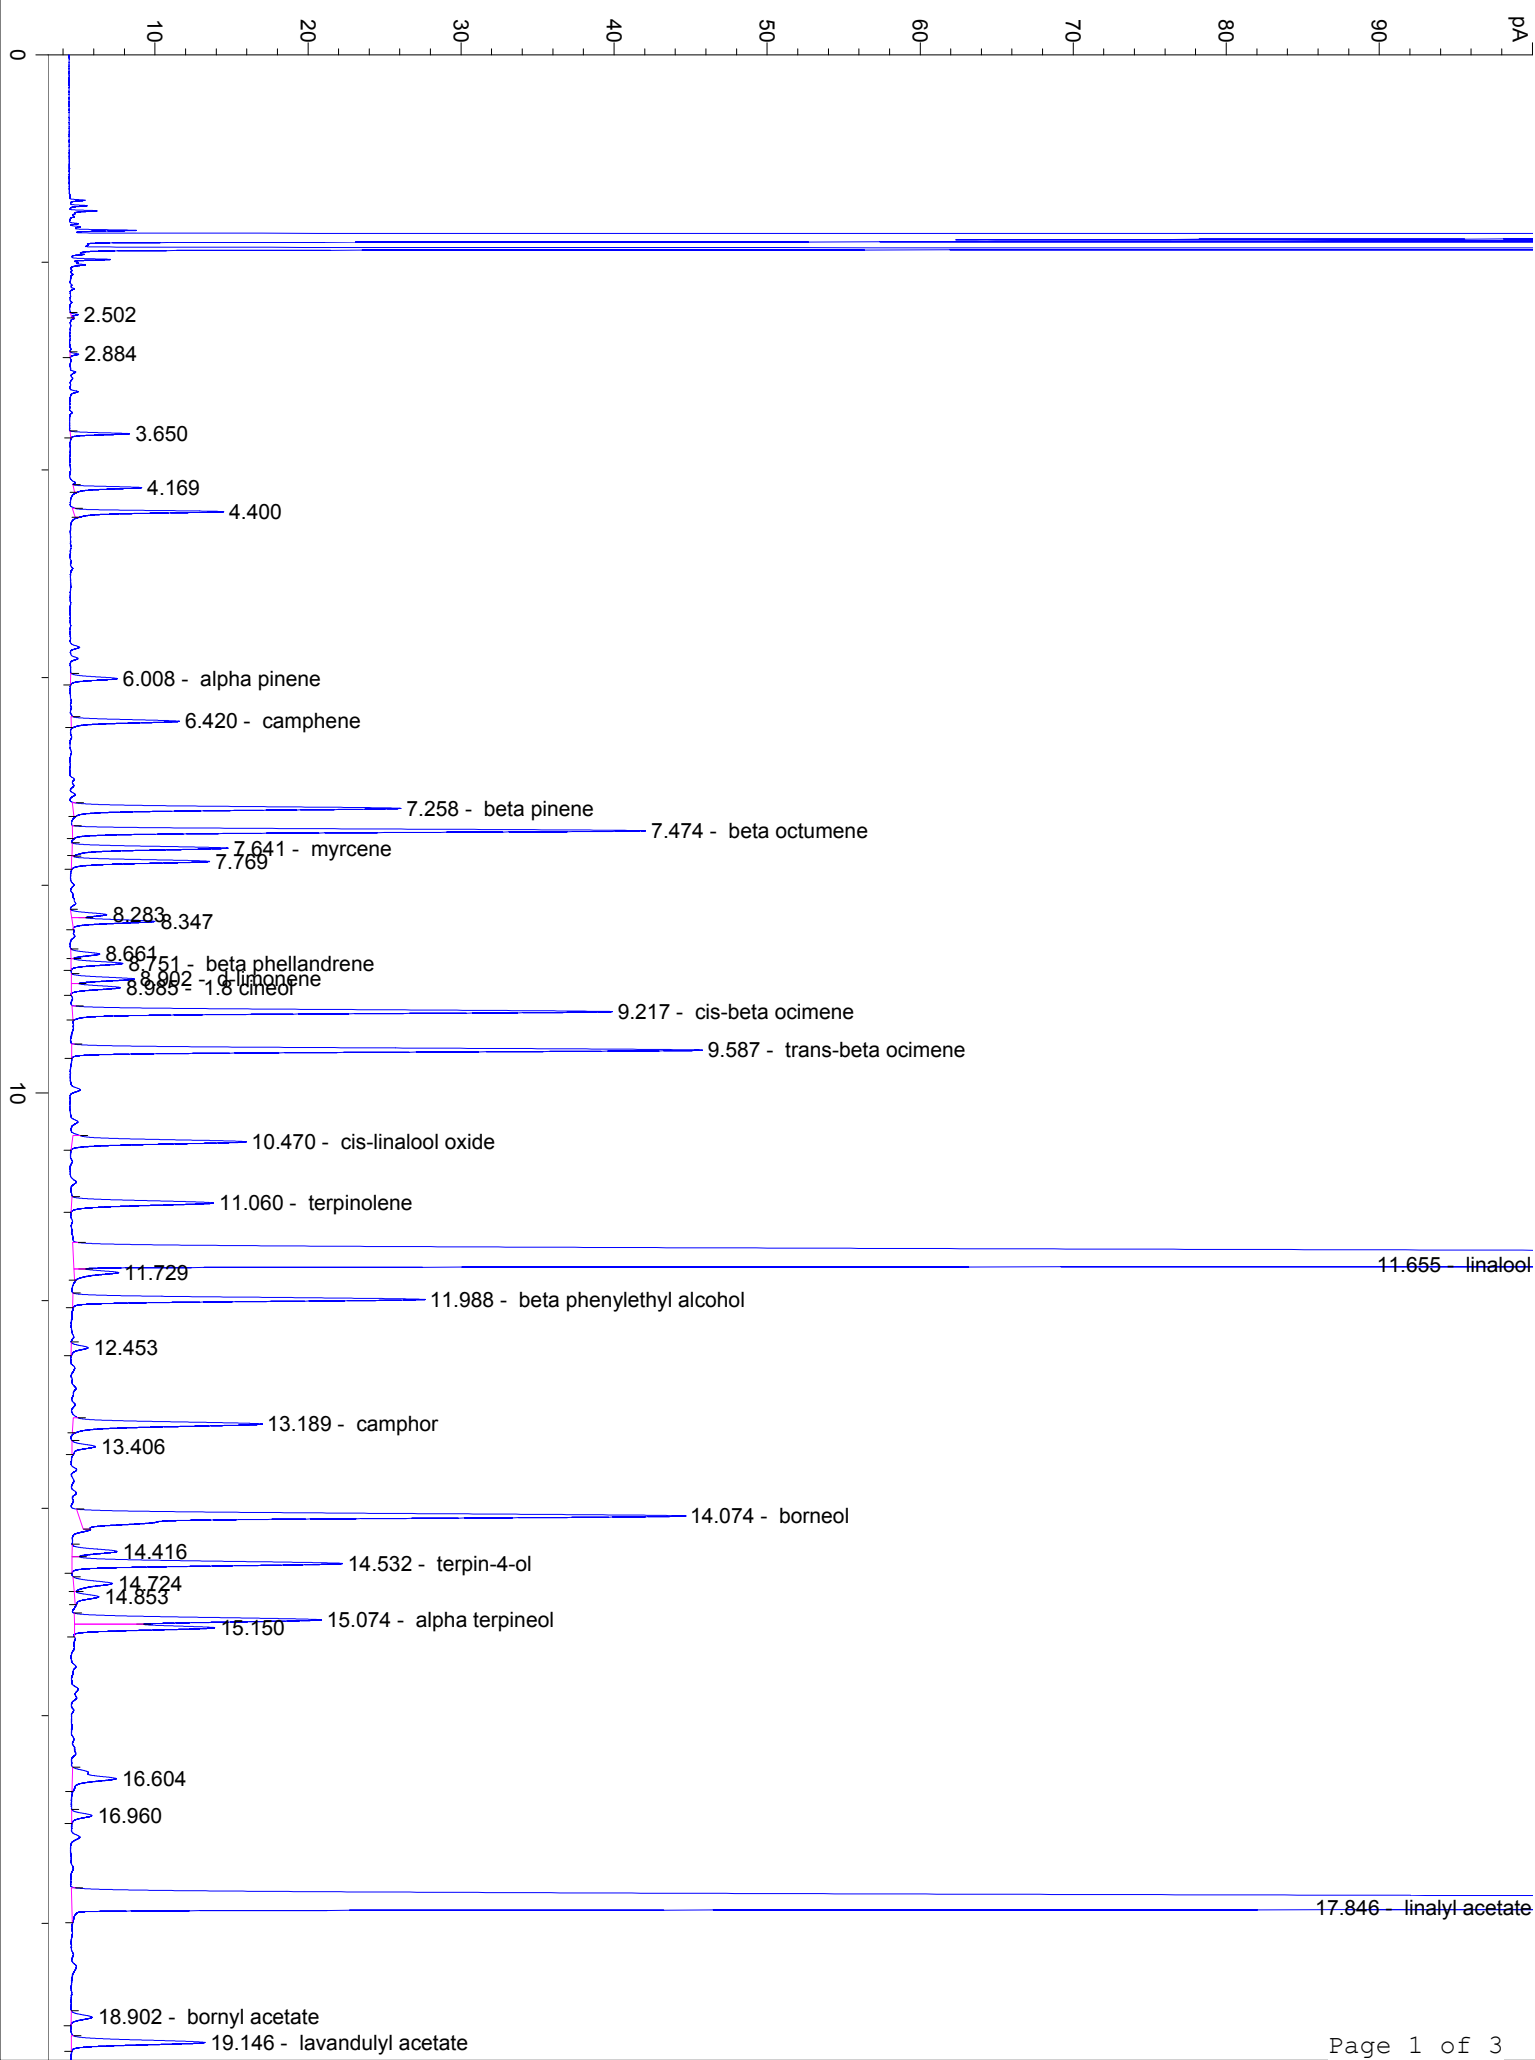 10 20 30 40 50 60 70 80 90 pA
0
2.502
2.884
3.650
4.169
4.400
6.008 - alpha pinene
6.420 - camphene
7.258 - beta pinene
7.474 - beta octumene
7.641 - myrcene
7.769
8.283
8.347
8.661
8.751 - beta phellandrene
8.902 - d-limonene
8.985 - 1.8 cineol
9.217 - cis-beta ocimene
9.587 - trans-beta ocimene
10
10.470 - cis-linalool oxide
11.060 - terpinolene
11.655 - linalool
11.729
11.988 - beta phenylethyl alcohol
12.453
13.189 - camphor
13.406
14.074 - borneol
14.416
14.532 - terpin-4-ol
14.724
14.853
15.074 - alpha terpineol
15.150
16.604
16.960
17.846 - linalyl acetate
18.902 - bornyl acetate
19.146 - lavandulyl acetate
Page 1 of 3